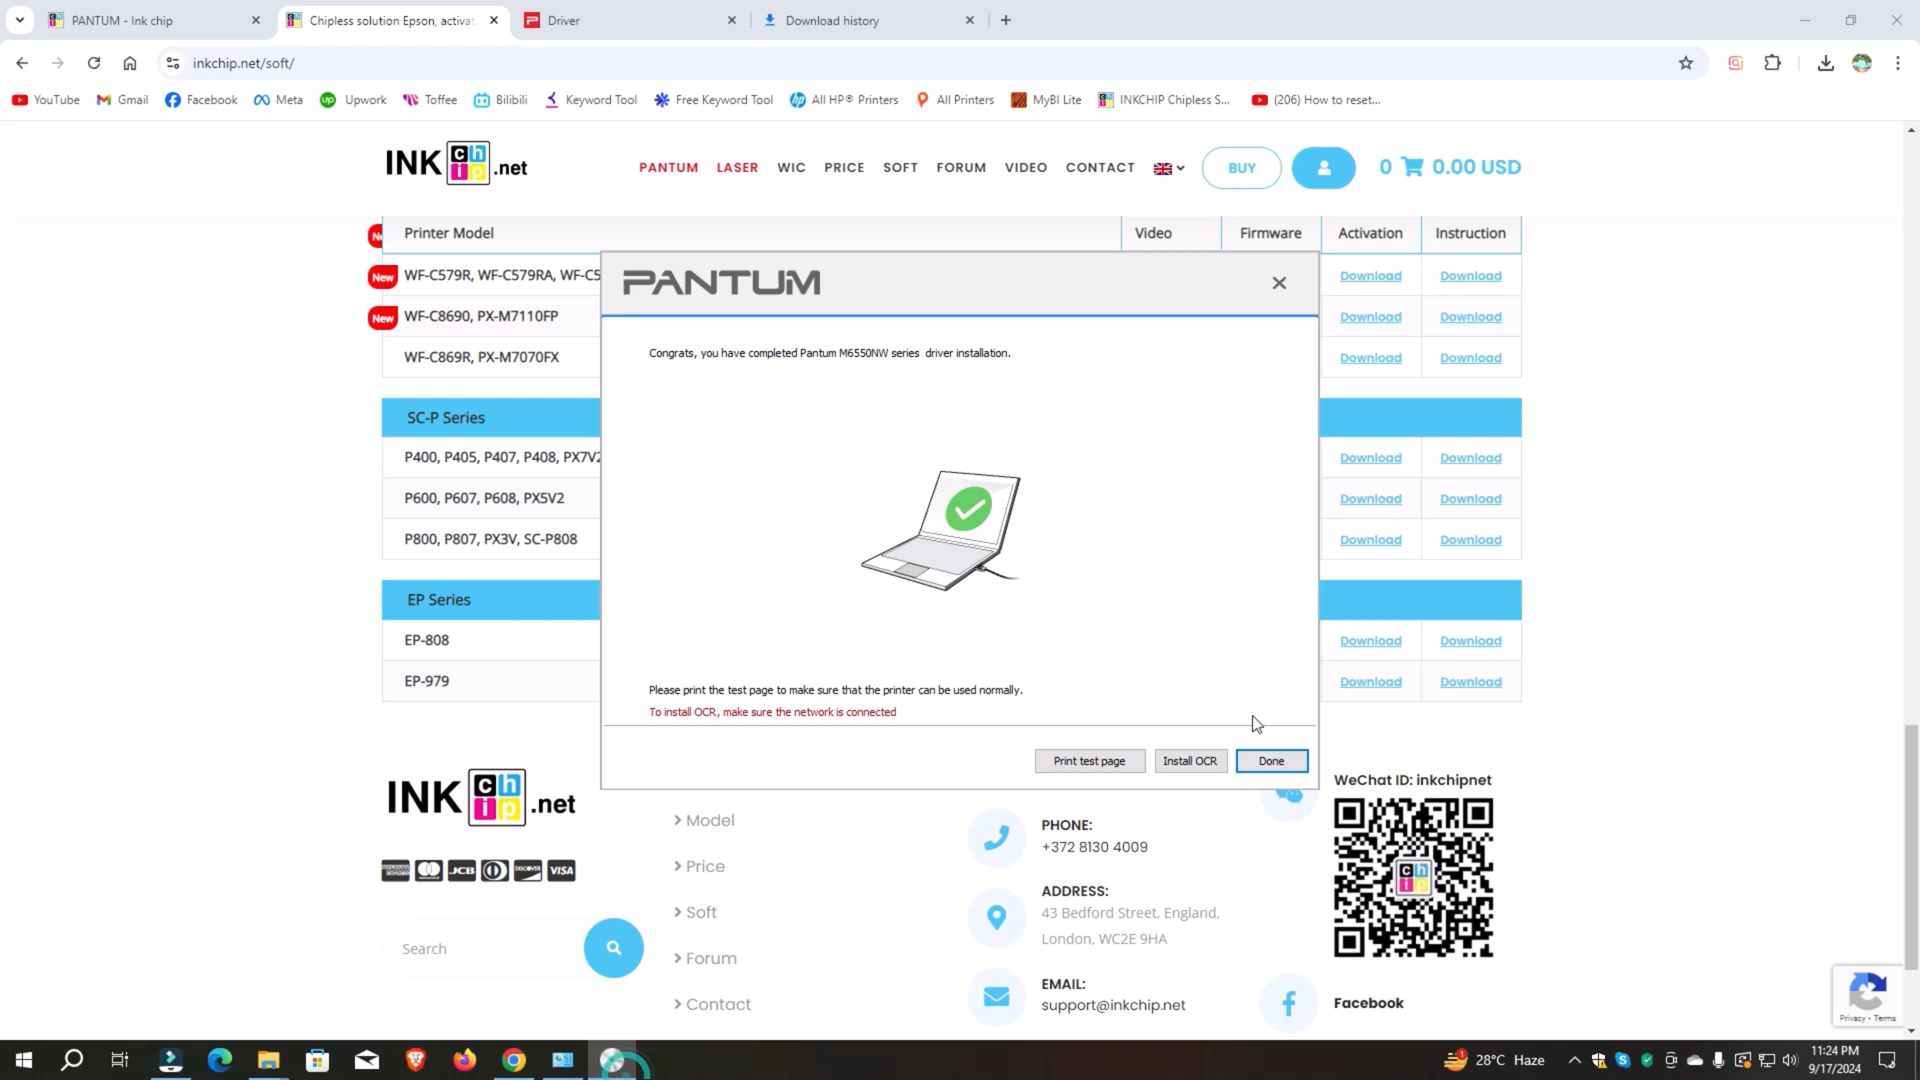 PANTUM - Ink chip
Chipless solution Epson, activat
Driver
Download history
inkchip.net/soft/
YouTube
Gmail
Facebook
Meta
Upwork
Toffee
Bilibili
Keyword Tool
Free Keyword Tool
All HP® Printers
All Printers
MyBI Lite
INKCHIP Chipless S...
(206) How to reset...
INK chip .net
PANTUM
LASER
WIC
PRICE
SOFT
FORUM
VIDEO
CONTACT
BUY
0
0.00 USD
Printer Model
Video
Firmware
Activation
Instruction
New
WF-C579R, WF-C579RA, WF-C5
Download
Download
New
WF-C8690, PX-M7110FP
Download
Download
WF-C869R, PX-M7070FX
Download
Download
SC-P Series
P400, P405, P407, P408, PX7V2
Download
Download
P600, P607, P608, PX5V2
Download
Download
P800, P807, PX3V, SC-P808
Download
Download
EP Series
EP-808
Download
Download
EP-979
Download
Download
PANTUM
Congrats, you have completed Pantum M6550NW series driver installation.
Please print the test page to make sure that the printer can be used normally.
To install OCR, make sure the network is connected
Print test page
Install OCR
Done
INK chip .net
JCB
DISCOVER
VISA
Search
Model
Price
Soft
Forum
Contact
PHONE:
+372 8130 4009
ADDRESS:
43 Bedford Street, England,
London, WC2E 9HA
EMAIL:
support@inkchip.net
WeChat ID: inkchipnet
chip
Facebook
Privacy - Terms
28°C Haze
11:24 PM
9/17/2024